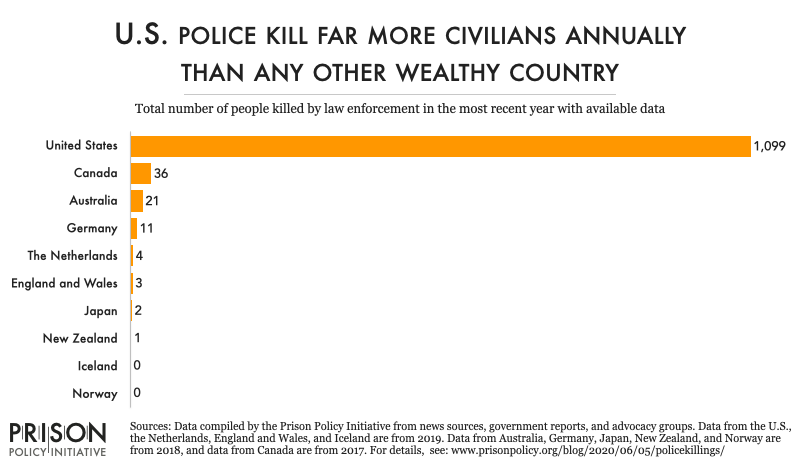 U.S. POLICE KILL FAR MORE CIVILIANS ANNUALLY
THAN ANY OTHER WEALTHY COUNTRY
Total number of people killed by law enforcement in the most recent year with available data
United States 1,099
Canada 36
Australia 21
Germany 11
The Netherlands 4
England and Wales 3
Japan 2
New Zealand 1
Iceland 0
Norway 0
PRISON
POLICY INITIATIVE
Sources: Data compiled by the Prison Policy Initiative from news sources, government reports, and advocacy groups. Data from the U.S.,
the Netherlands, England and Wales, and Iceland are from 2019. Data from Australia, Germany, Japan, New Zealand, and Norway are
from 2018, and data from Canada are from 2017. For details, see: www.prisonpolicy.org/blog/2020/06/05/policekillings/